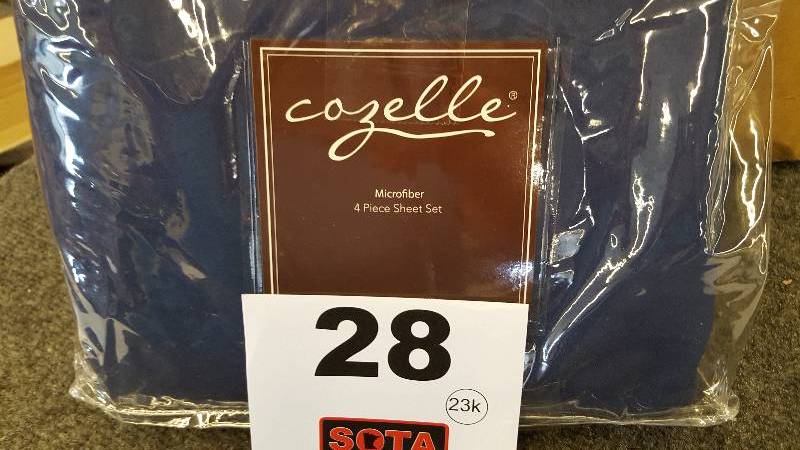 cozelle®
Microfiber
4 Piece Sheet Set
28
23k
SOTA